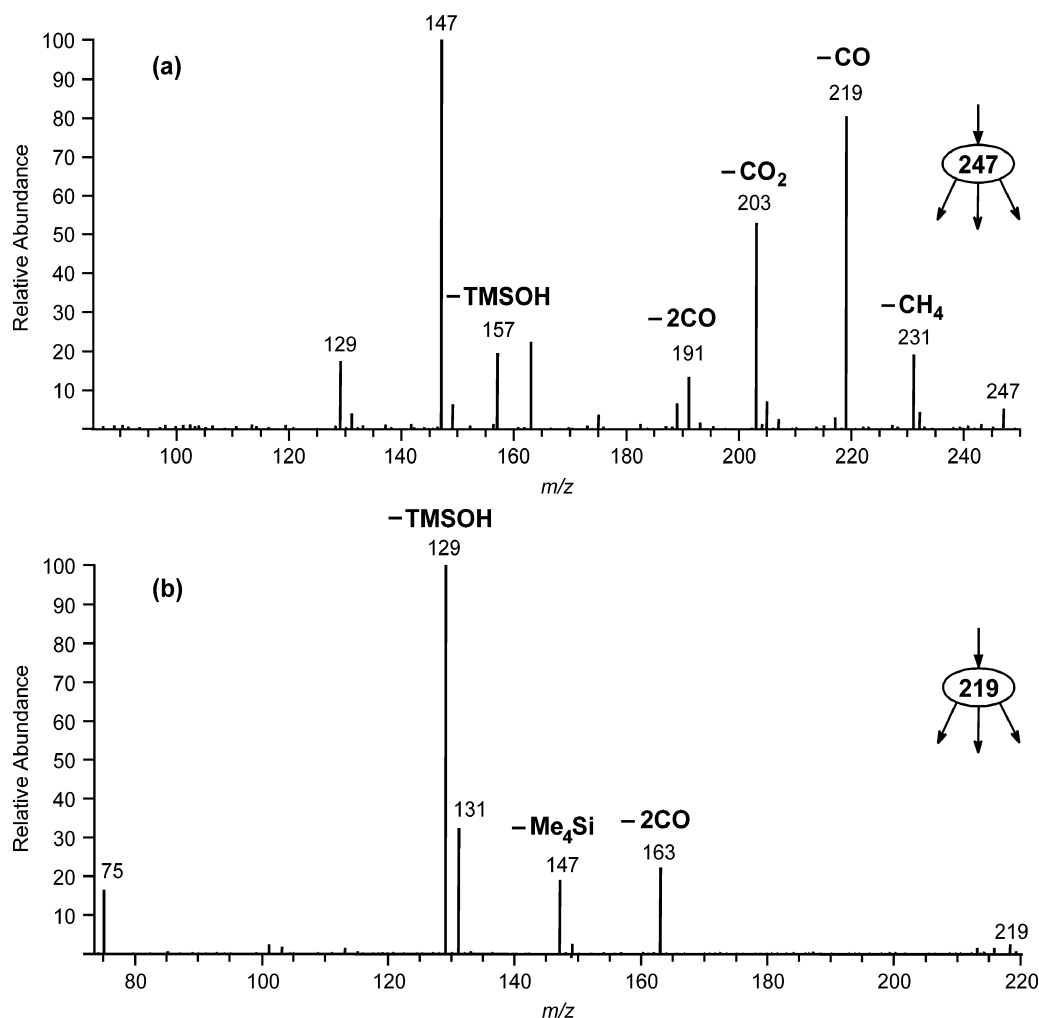 147
100
(a)
–CO
90
219
80
247
70
–CO₂
60
203
50
40
–TMSOH
–2CO
–CH₄
30
157
191
231
20
129
247
10
Relative Abundance
100 120 140 160 180 200 220 240
m/z
–TMSOH
129
100
(b)
90
80
70
219
60
50
40
131
–Me₄Si
–2CO
30
75
147
163
20
219
10
Relative Abundance
80 100 120 140 160 180 200 220
m/z